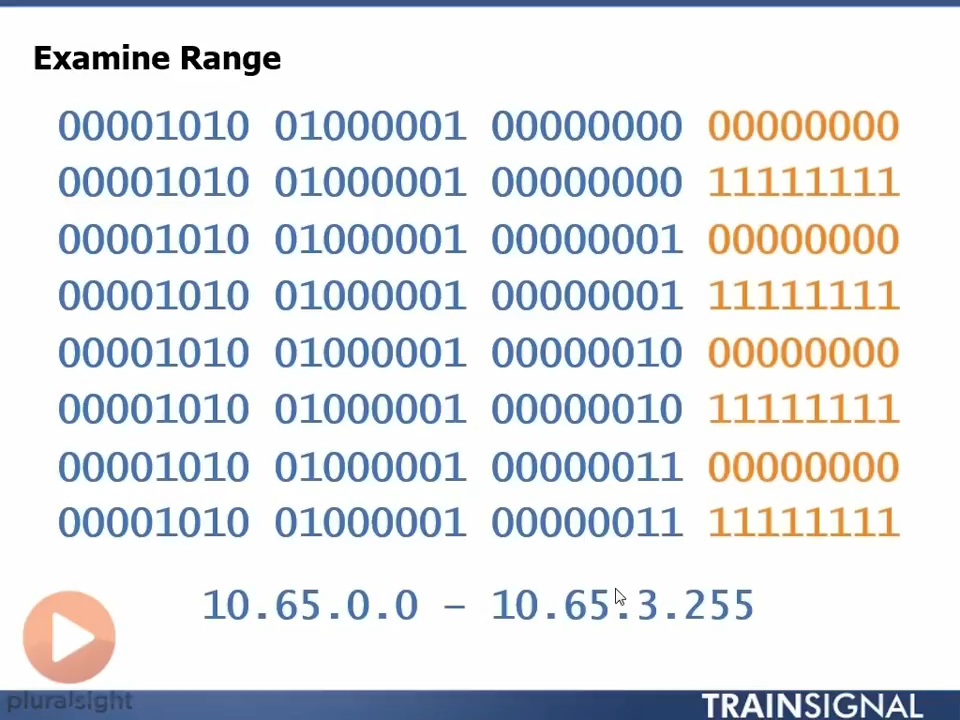 Examine Range
00001010 01000001 00000000 00000000
00001010 01000001 00000000 11111111
00001010 01000001 00000001 00000000
00001010 01000001 00000001 11111111
00001010 01000001 00000010 00000000
00001010 01000001 00000010 11111111
00001010 01000001 00000011 00000000
00001010 01000001 00000011 11111111
10.65.0.0 – 10.65.3.255
pluralsight
TRAINSIGNAL